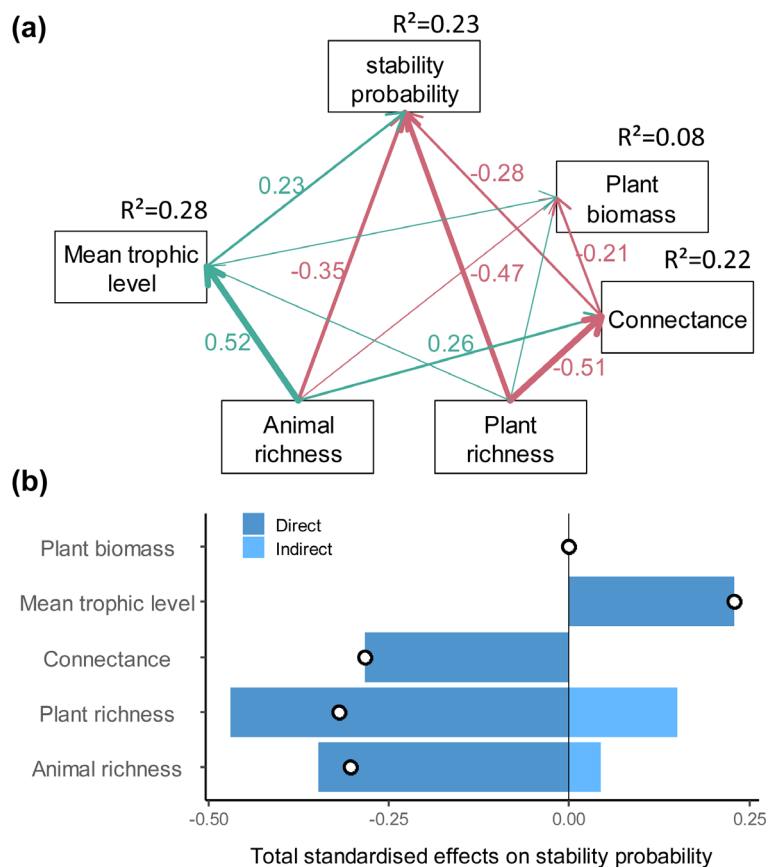 (a)
R²=0.23
stability
probability
R²=0.08
Plant
biomass
-0.28
0.23
R²=0.28
Mean trophic
level
-0.21
R²=0.22
-0.35
-0.47
Connectance
0.52
0.26
-0.51
Animal
richness
Plant
richness
(b)
Direct
Indirect
Plant biomass
Mean trophic level
Connectance
Plant richness
Animal richness
-0.50
-0.25
0.00
0.25
Total standardised effects on stability probability